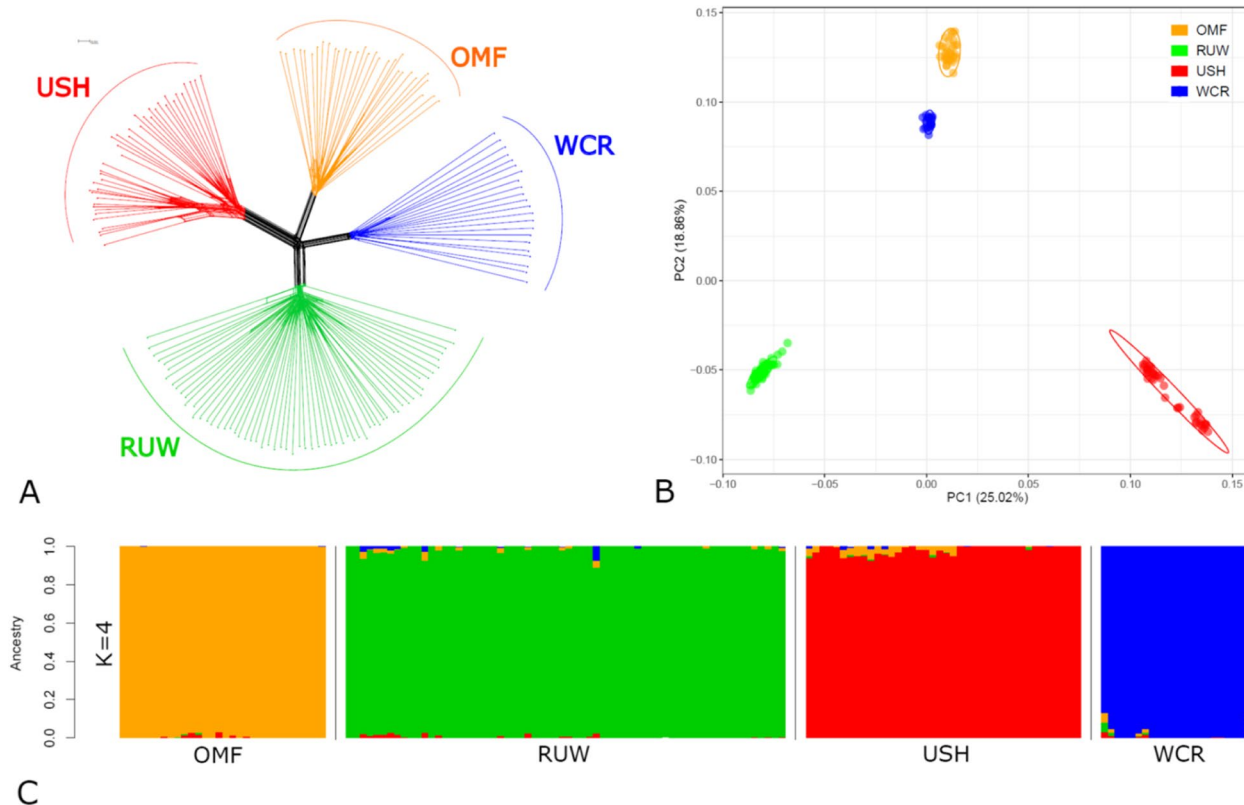 OMF
USH
WCR
RUW
A
0.15
0.10
0.05
0.00
−0.05
−0.10
PC2 (18.86%)
−0.10
−0.05
0.00
0.05
0.10
0.15
PC1 (25.02%)
OMF
RUW
USH
WCR
B
1.0
0.8
0.6
0.4
0.2
0.0
Ancestry
K=4
OMF
RUW
USH
WCR
C